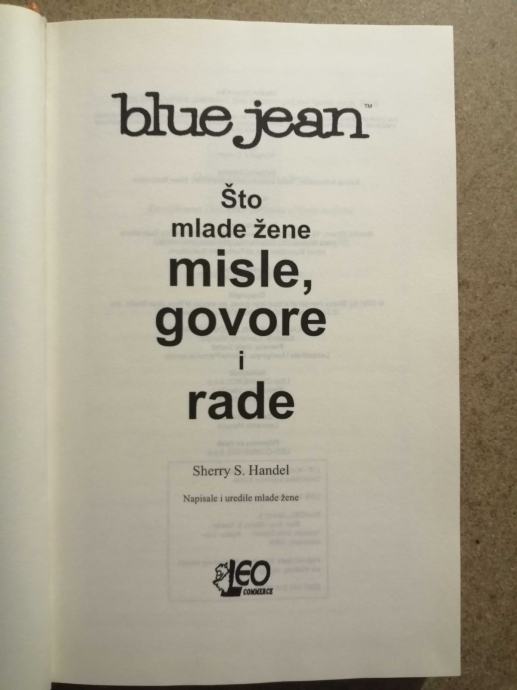 blue jean™
Što
mlade žene
misle,
govore
i
rade
Sherry S. Handel
Napisale i uredile mlade žene
LEO
COMMERCE